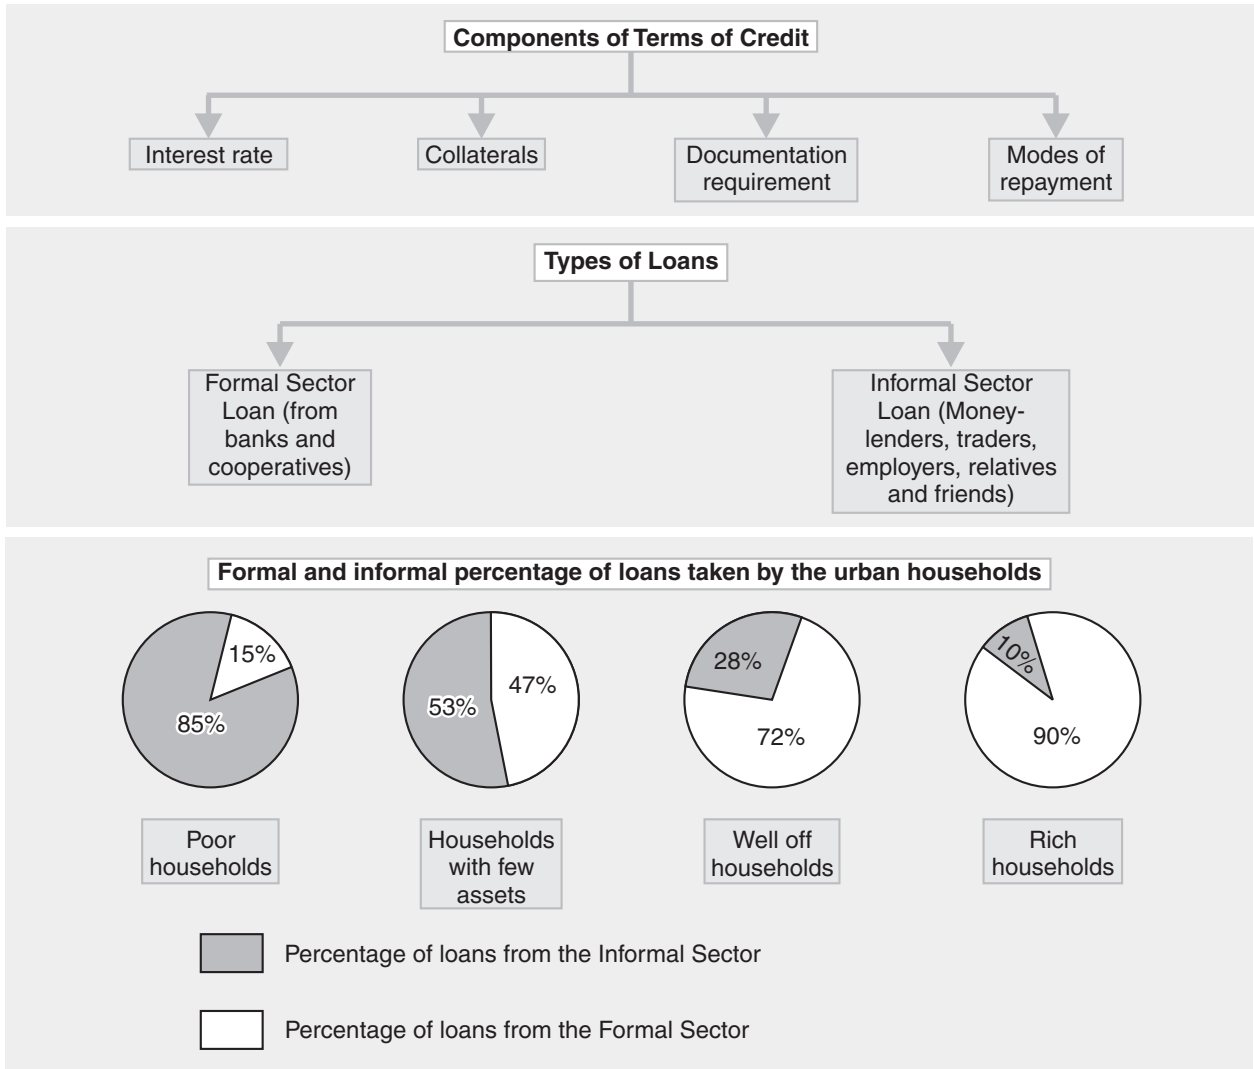 Components of Terms of Credit
Interest rate
Collaterals
Documentation
requirement
Modes of
repayment
Types of Loans
Formal Sector
Loan (from
banks and
cooperatives)
Informal Sector
Loan (Money-
lenders, traders,
employers, relatives
and friends)
Formal and informal percentage of loans taken by the urban households
15%
85%
53%
47%
28%
72%
10%
90%
Poor
households
Households
with few
assets
Well off
households
Rich
households
Percentage of loans from the Informal Sector
Percentage of loans from the Formal Sector